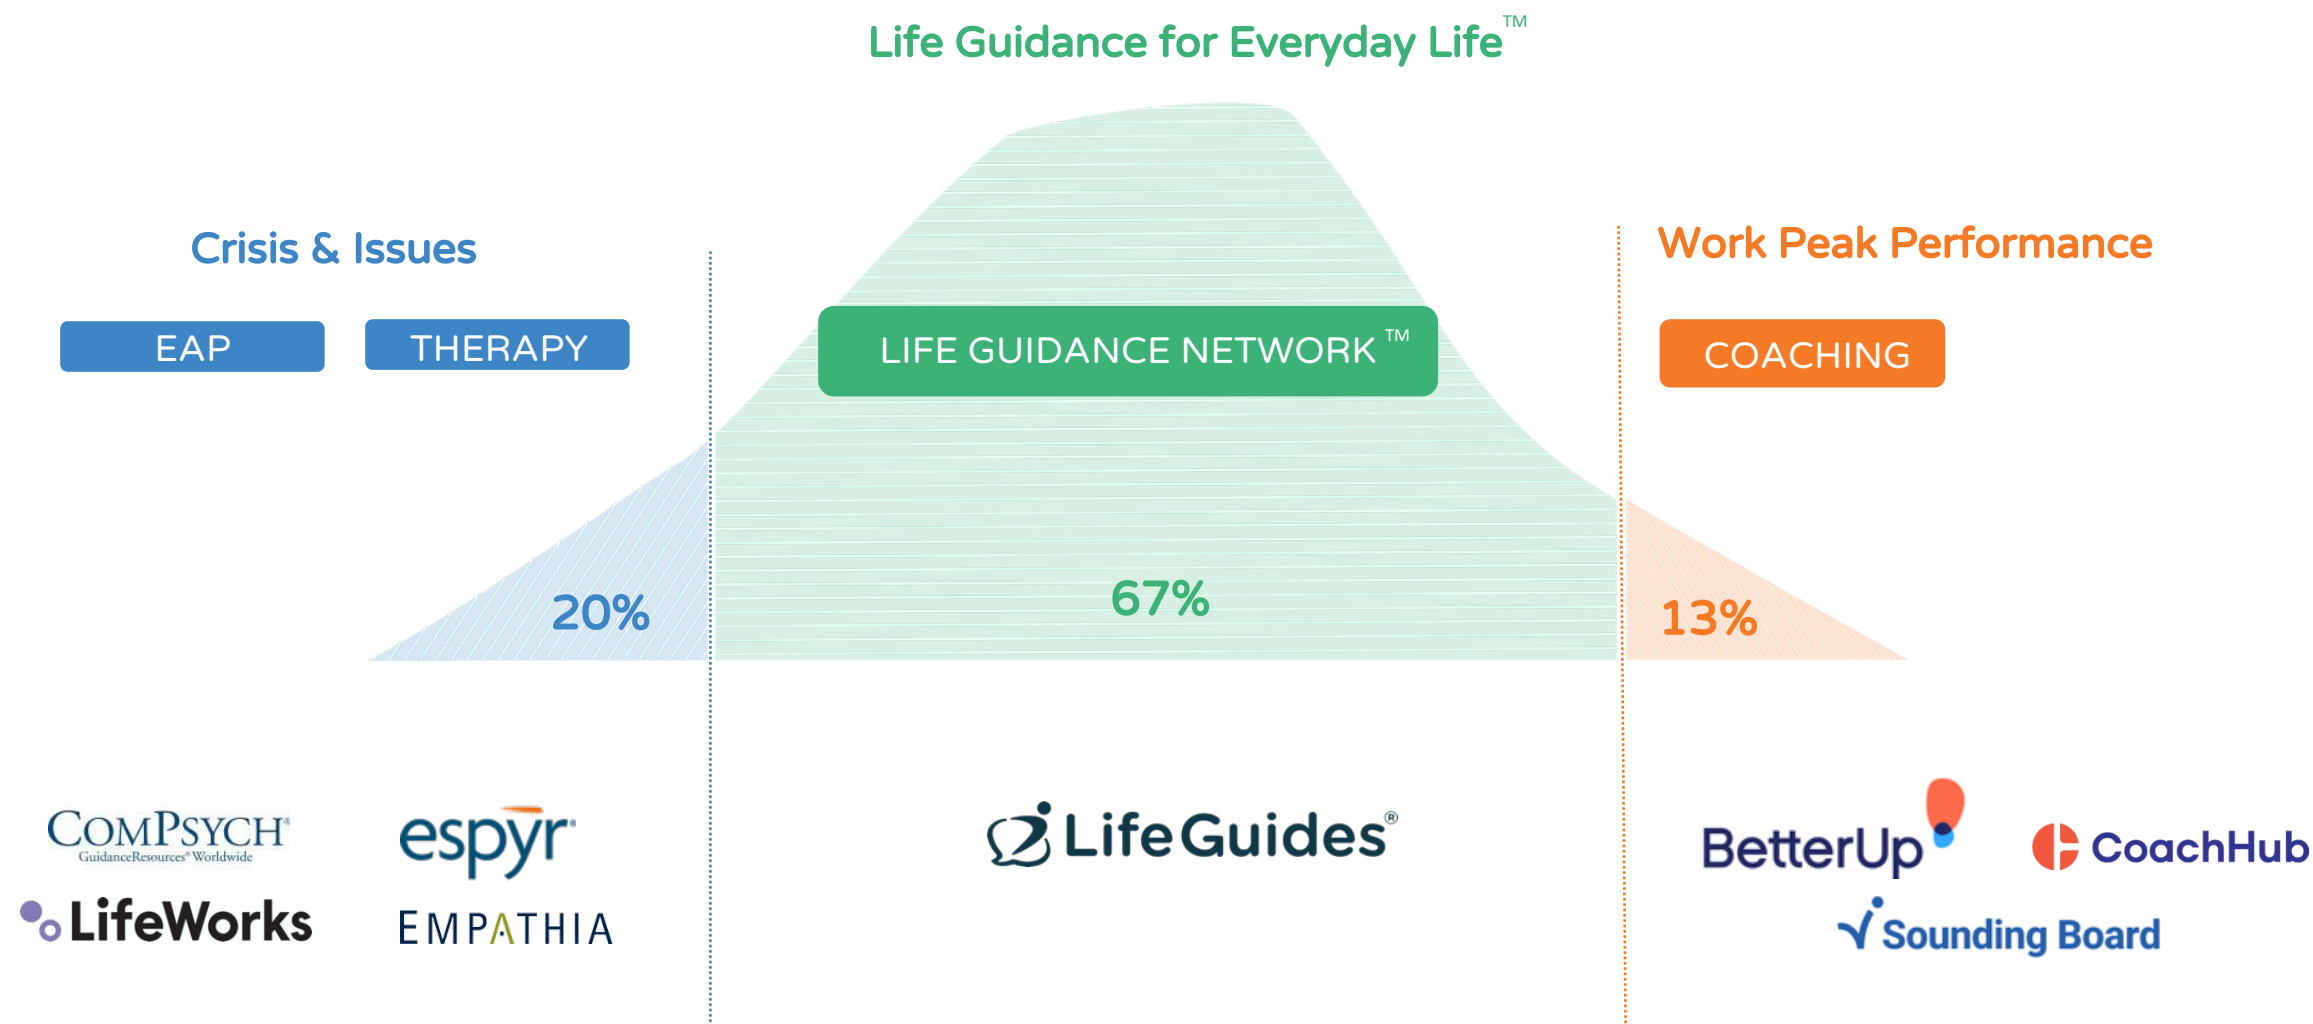 Life Guidance for Everyday Life™
Crisis & Issues
EAP
THERAPY
LIFE GUIDANCE NETWORK™
Work Peak Performance
COACHING
20%
67%
13%
COMPSYCH®
GuidanceResources® Worldwide
espyr
LifeWorks
EMPATHIA
LifeGuides®
BetterUp
CoachHub
Sounding Board